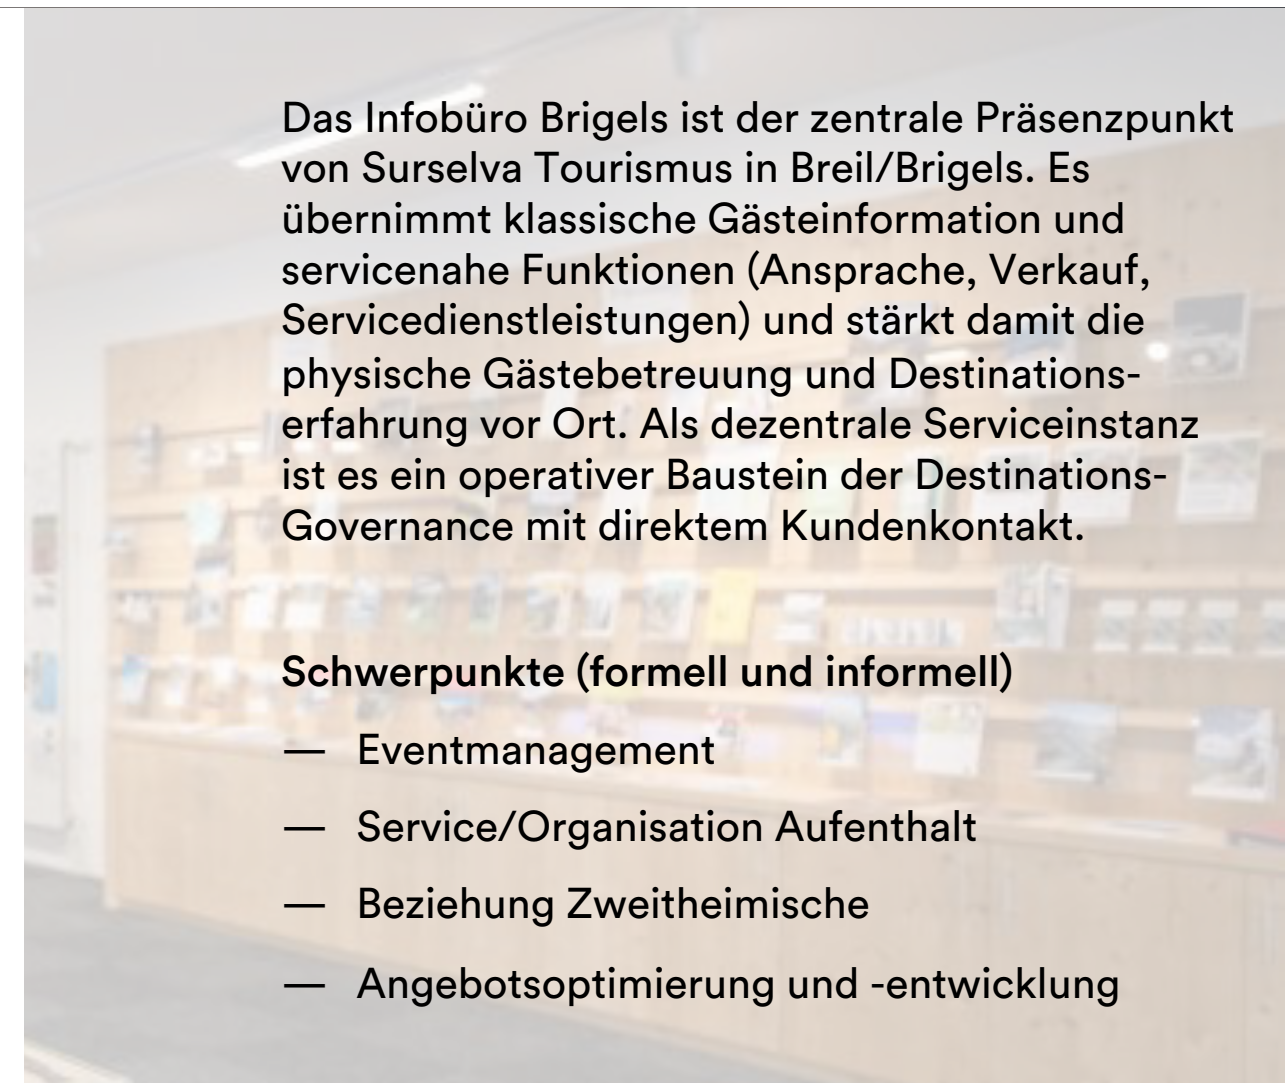 Das Infobüro Brigels ist der zentrale Präsenzpunkt
von Surselva Tourismus in Breil/Brigels. Es
übernimmt klassische Gästeinformation und
servicenahe Funktionen (Ansprache, Verkauf,
Servicedienstleistungen) und stärkt damit die
physische Gästebetreuung und Destinations-
erfahrung vor Ort. Als dezentrale Serviceinstanz
ist es ein operativer Baustein der Destinations-
Governance mit direktem Kundenkontakt.
Schwerpunkte (formell und informell)
— Eventmanagement
— Service/Organisation Aufenthalt
— Beziehung Zweitheimische
— Angebotsoptimierung und -entwicklung